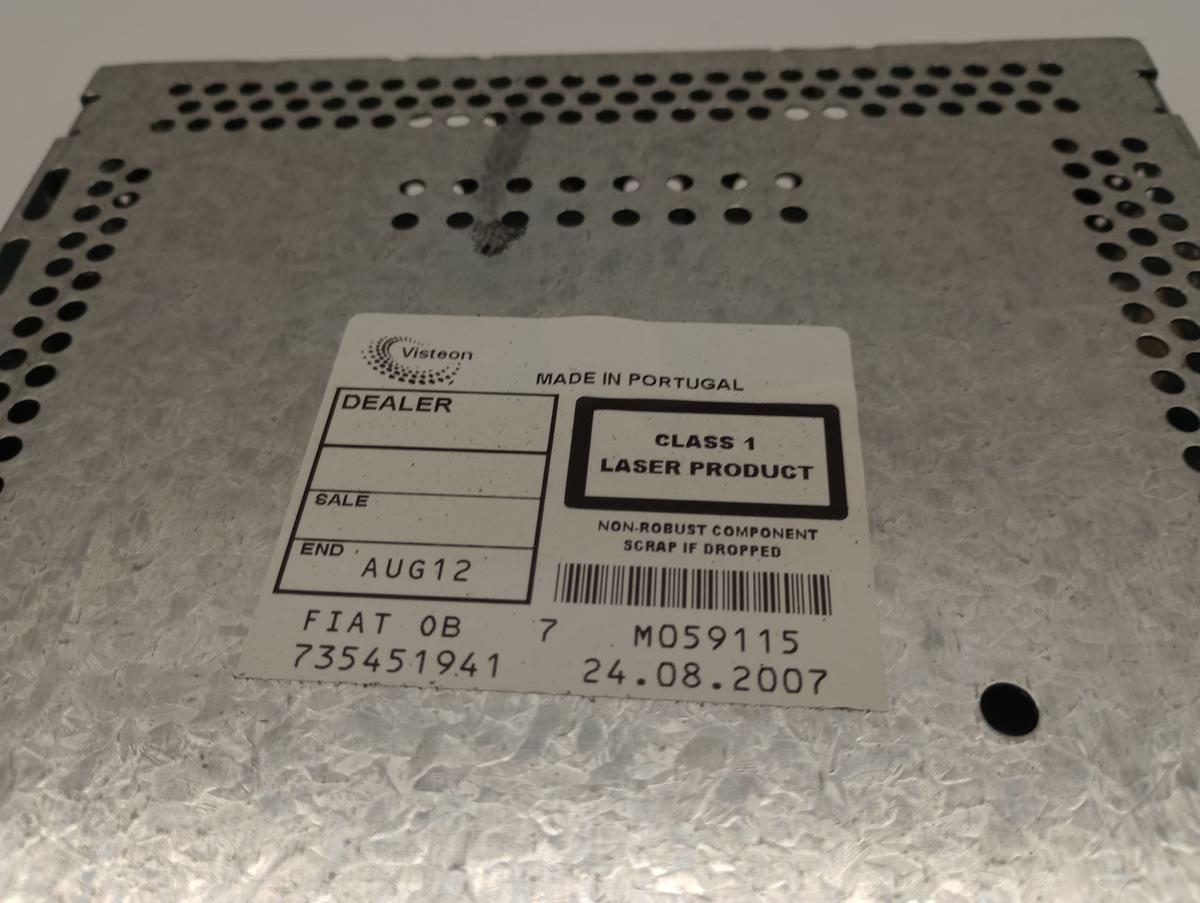 Visteon
MADE IN PORTUGAL
DEALER
CLASS 1
LASER PRODUCT
SALE
NON-ROBUST COMPONENT
SCRAP IF DROPPED
END AUG12
FIAT 0B 7 M059115
735451941 24.08.2007